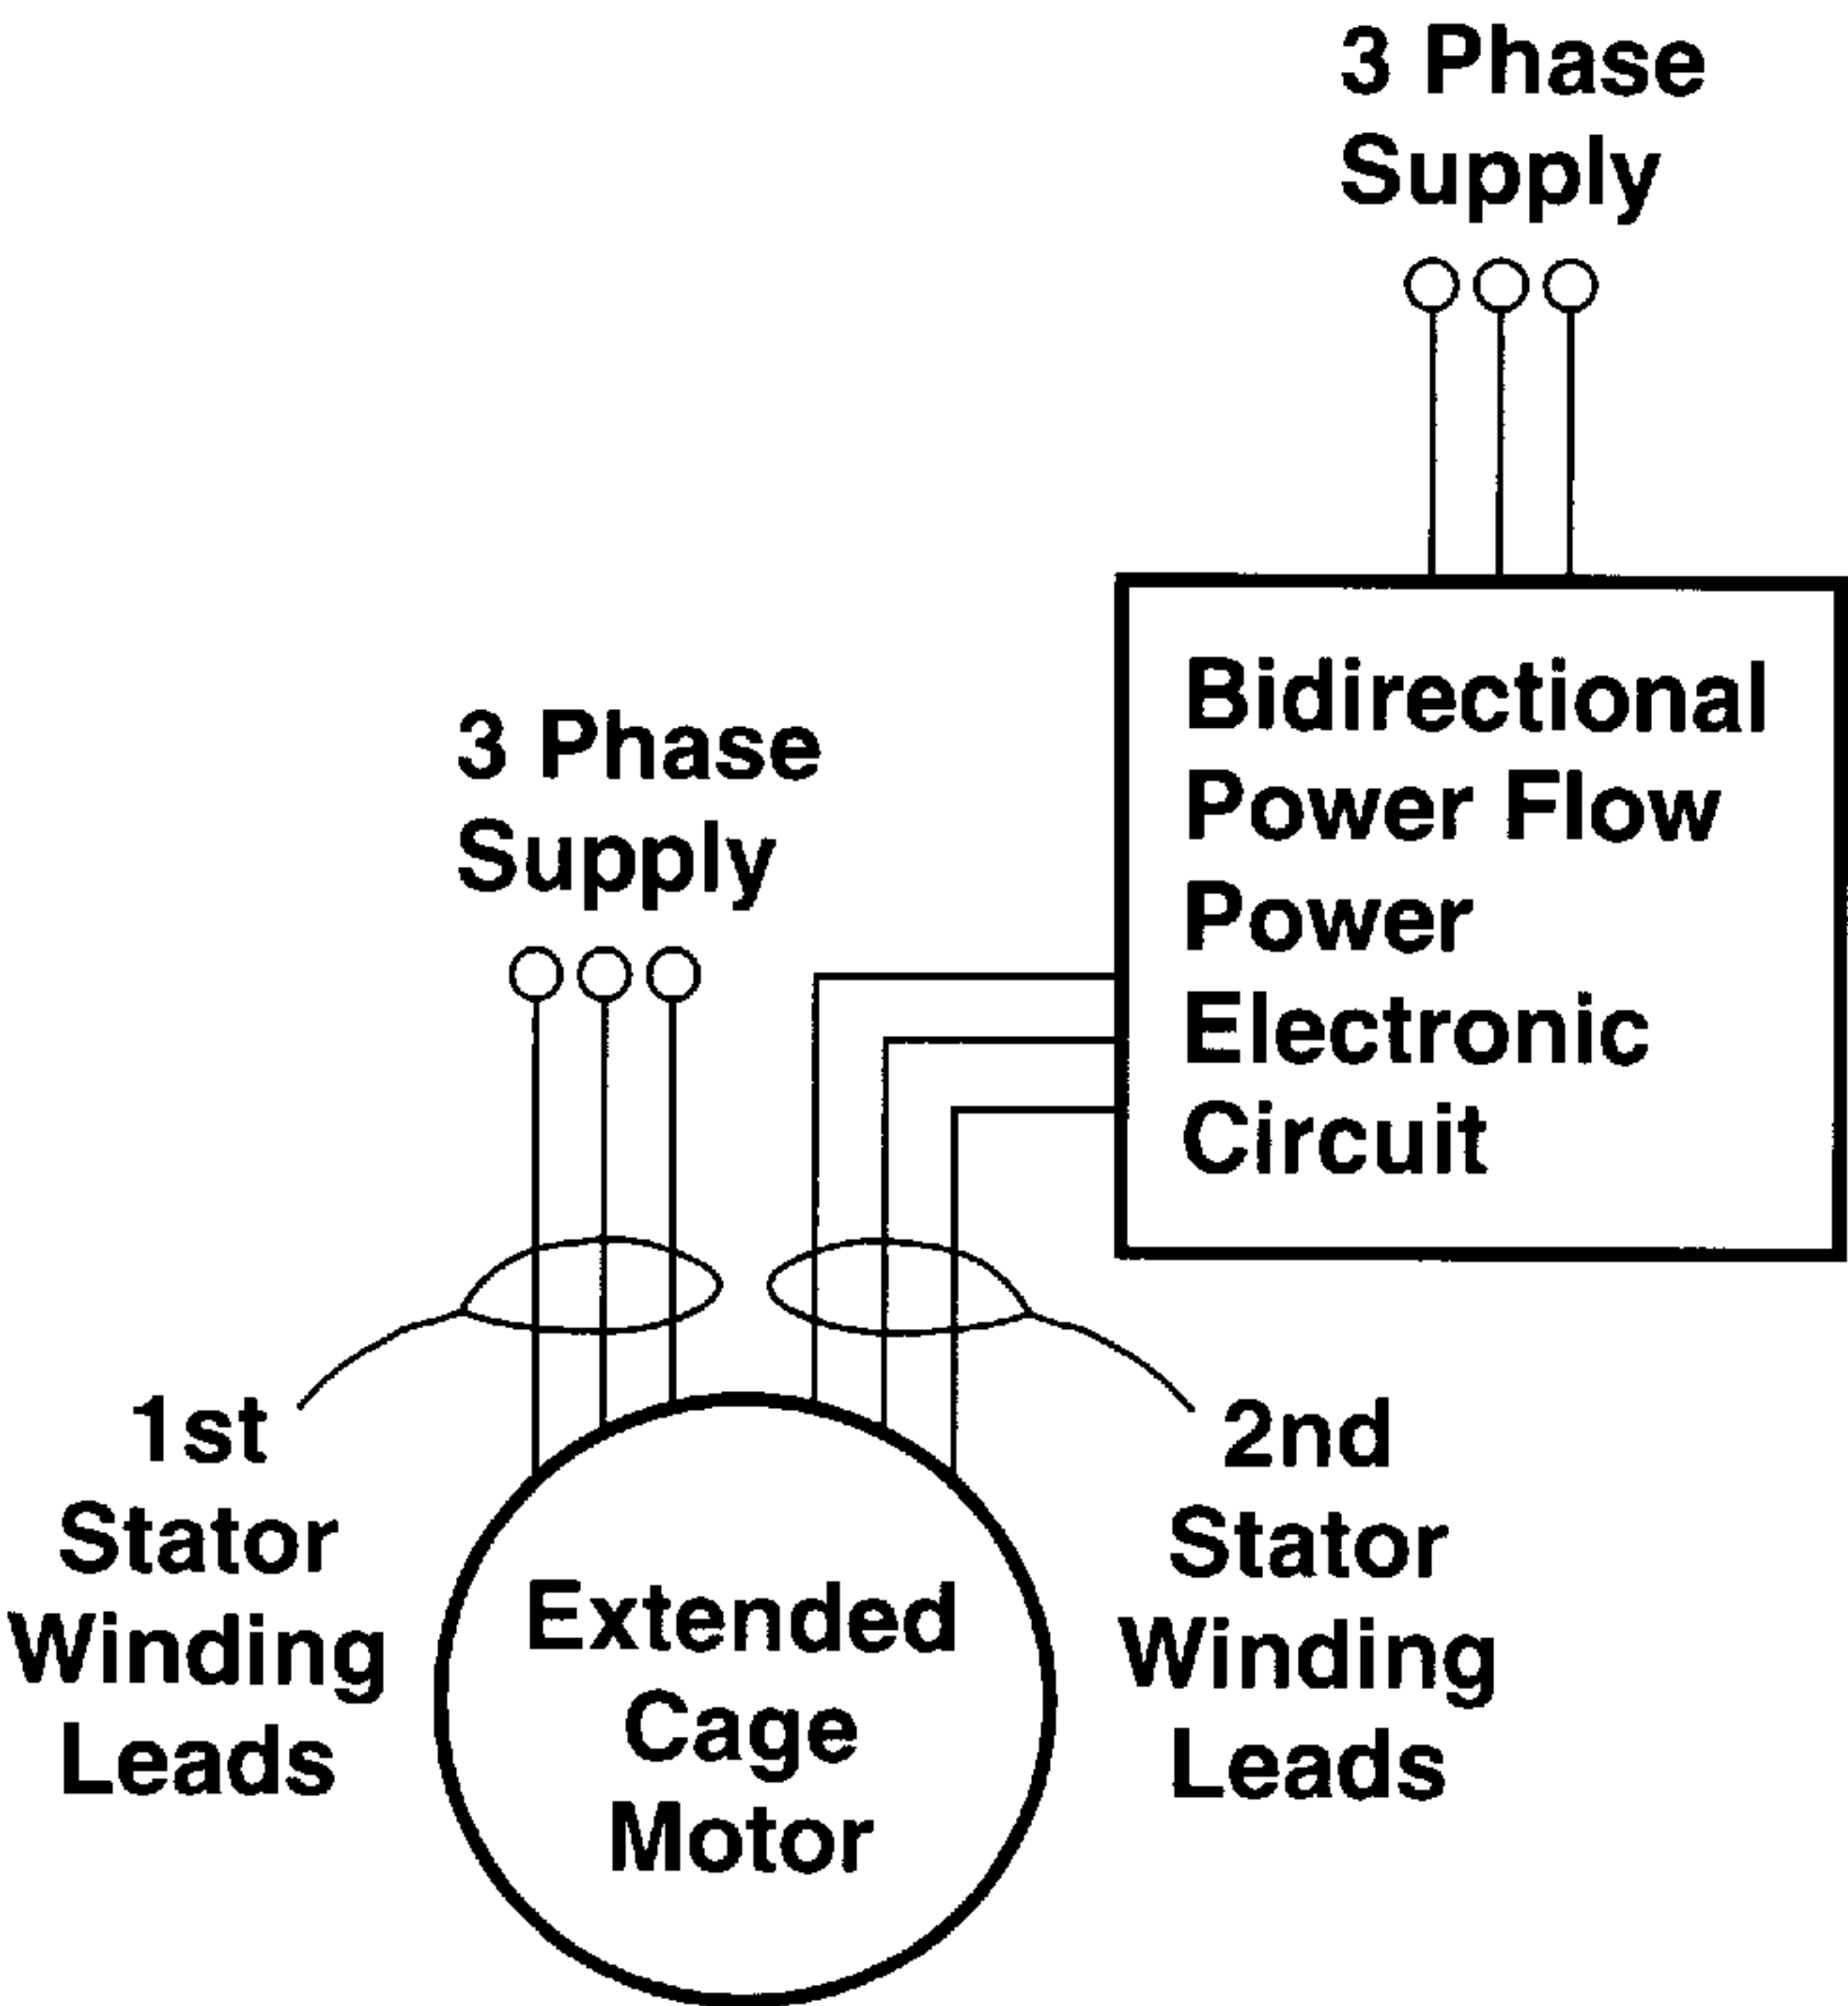 3 Phase
Supply
Bidirectional
Power Flow
Power
Electronic
Circuit
3 Phase
Supply
1st
Stator
Winding
Leads
Extended
Cage
Motor
2nd
Stator
Winding
Leads